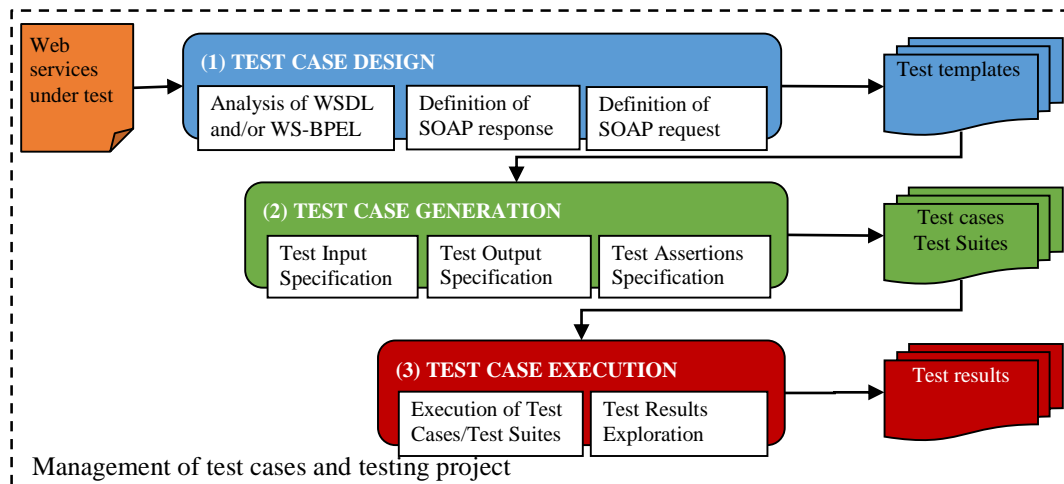 Web
services
under test
(1) TEST CASE DESIGN
Analysis of WSDL
and/or WS-BPEL
Definition of
SOAP response
Definition of
SOAP request
Test templates
(2) TEST CASE GENERATION
Test Input
Specification
Test Output
Specification
Test Assertions
Specification
Test cases
Test Suites
(3) TEST CASE EXECUTION
Execution of Test
Cases/Test Suites
Test Results
Exploration
Test results
Management of test cases and testing project